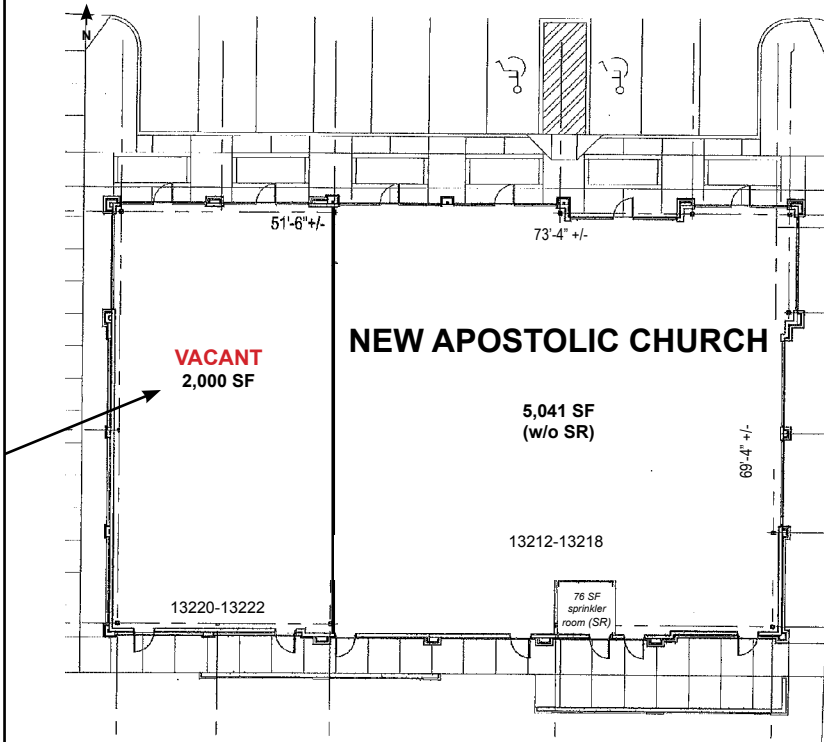 N
51'-6"+/-
73'-4" +/-
VACANT
2,000 SF
NEW APOSTOLIC CHURCH
5,041 SF
(w/o SR)
69'-4" +/-
13212-13218
13220-13222
76 SF
sprinkler
room (SR)